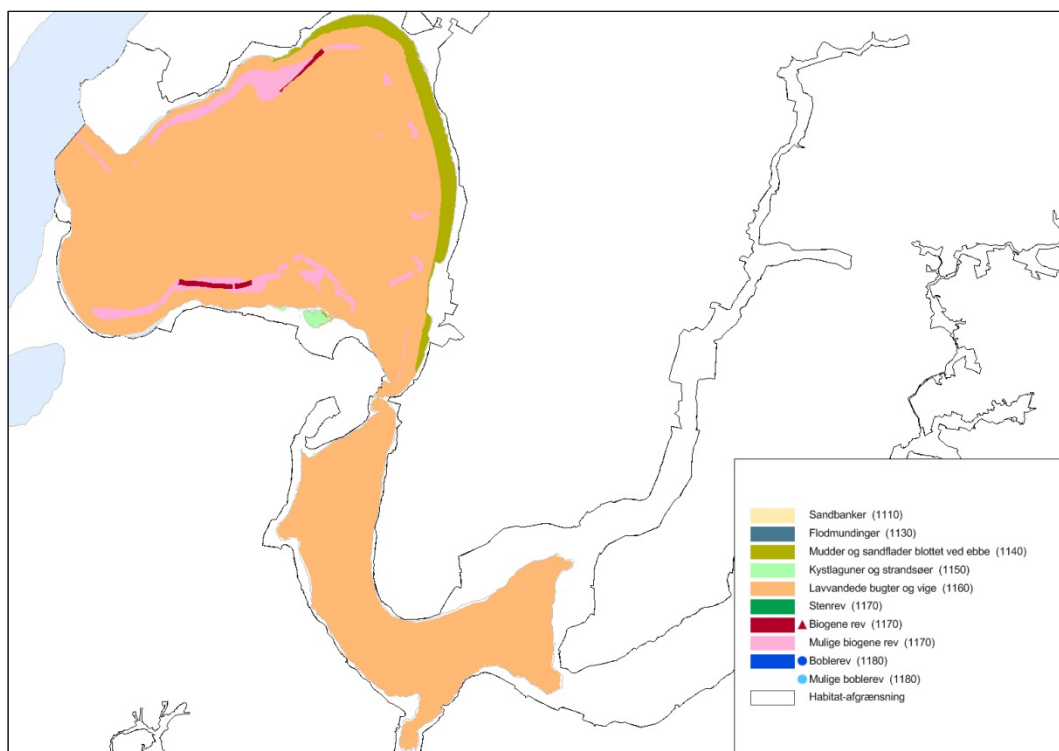 Sandbanker (1110)
Flodmundinger (1130)
Mudder og sandflader blottet ved ebbe (1140)
Kystlaguner og strandsøer (1150)
Lavvandede bugter og vige (1160)
Stenrev (1170)
Biogene rev (1170)
Mulige biogene rev (1170)
Boblerev (1180)
Mulige boblerev (1180)
Habitat-afgrænsning